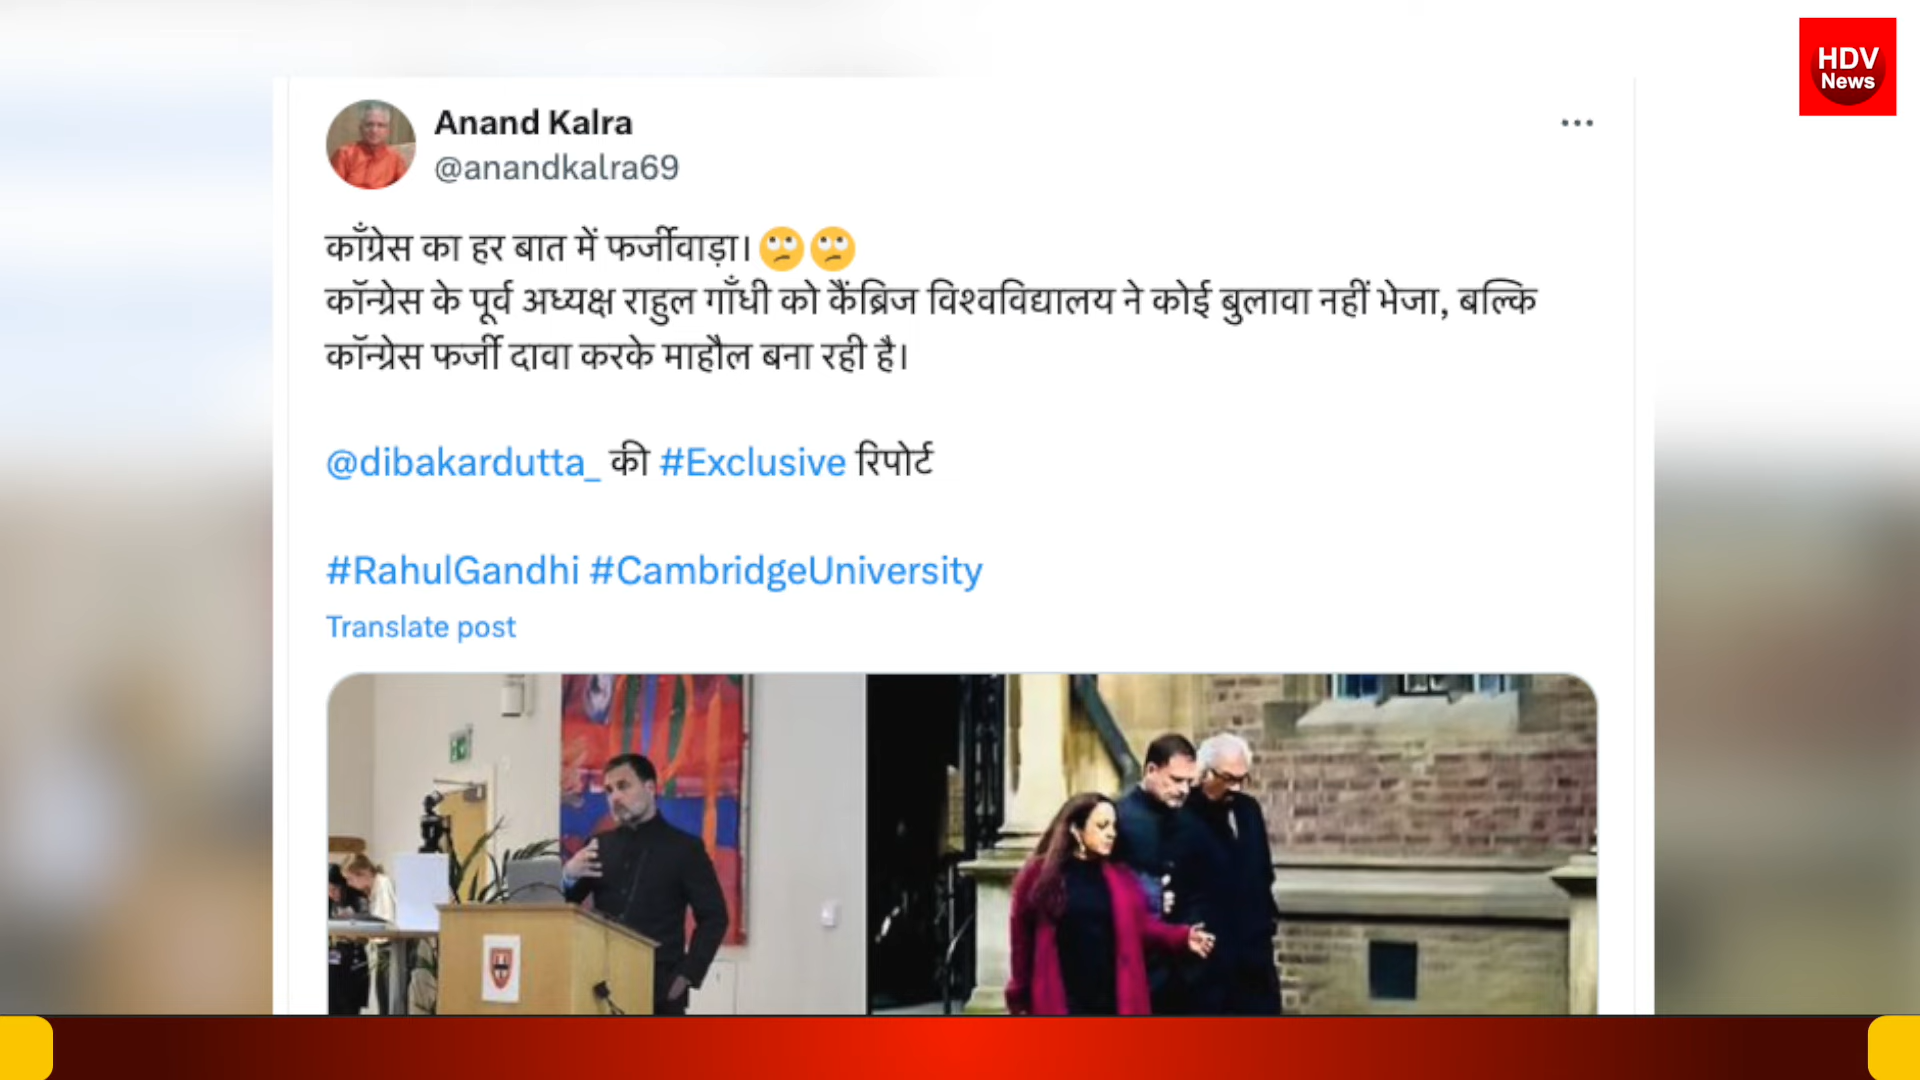 HDV
News
Anand Kalra
@anandkalra69
काँग्रेस का हर बात में फर्जीवाड़ा।🙄🙄
कॉन्ग्रेस के पूर्व अध्यक्ष राहुल गाँधी को कैंब्रिज विश्वविद्यालय ने कोई बुलावा नहीं भेजा, बल्कि
कॉन्ग्रेस फर्जी दावा करके माहौल बना रही है।
@dibakardutta_ की #Exclusive रिपोर्ट
#RahulGandhi #CambridgeUniversity
Translate post